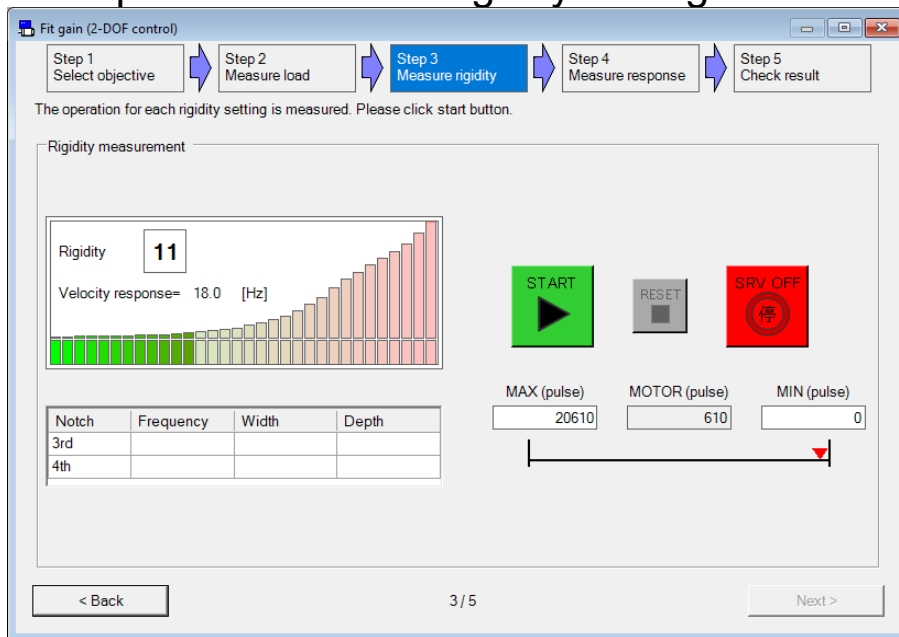 Fit gain (2-DOF control)
Step 1
Select objective
Step 2
Measure load
Step 3
Measure rigidity
Step 4
Measure response
Step 5
Check result
The operation for each rigidity setting is measured. Please click start button.
Rigidity measurement
Rigidity 11
Velocity response= 18.0 [Hz]
START
RESET
SRV OFF
停
MAX (pulse) MOTOR (pulse) MIN (pulse)
20610 610 0
Notch Frequency Width Depth
3rd
4th
< Back
3 / 5
Next >